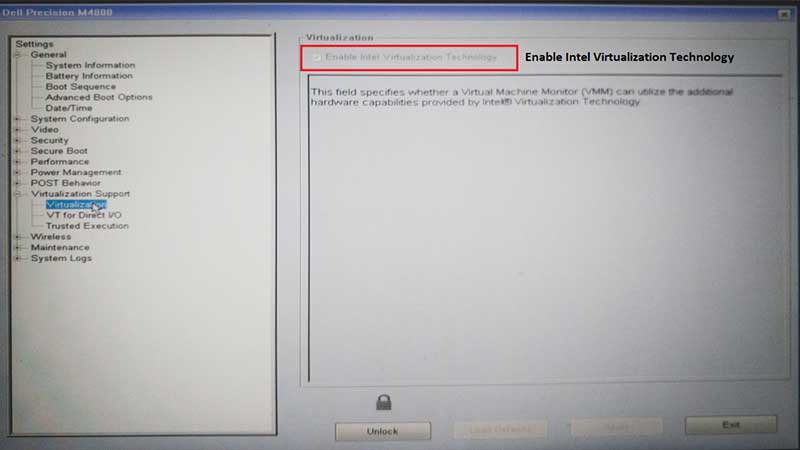 Dell Precision M4800
Settings
General
System Information
Battery Information
Boot Sequence
Advanced Boot Options
Date/Time
System Configuration
Video
Security
Secure Boot
Performance
Power Management
POST Behavior
Virtualization Support
Virtualization
VT for Direct I/O
Trusted Execution
Wireless
Maintenance
System Logs
Virtualization
Enable Intel Virtualization Technology
Enable Intel Virtualization Technology
This field specifies whether a Virtual Machine Monitor (VMM) can utilize the additional
hardware capabilities provided by Intel® Virtualization Technology.
Unlock
Load Defaults
Apply
Exit